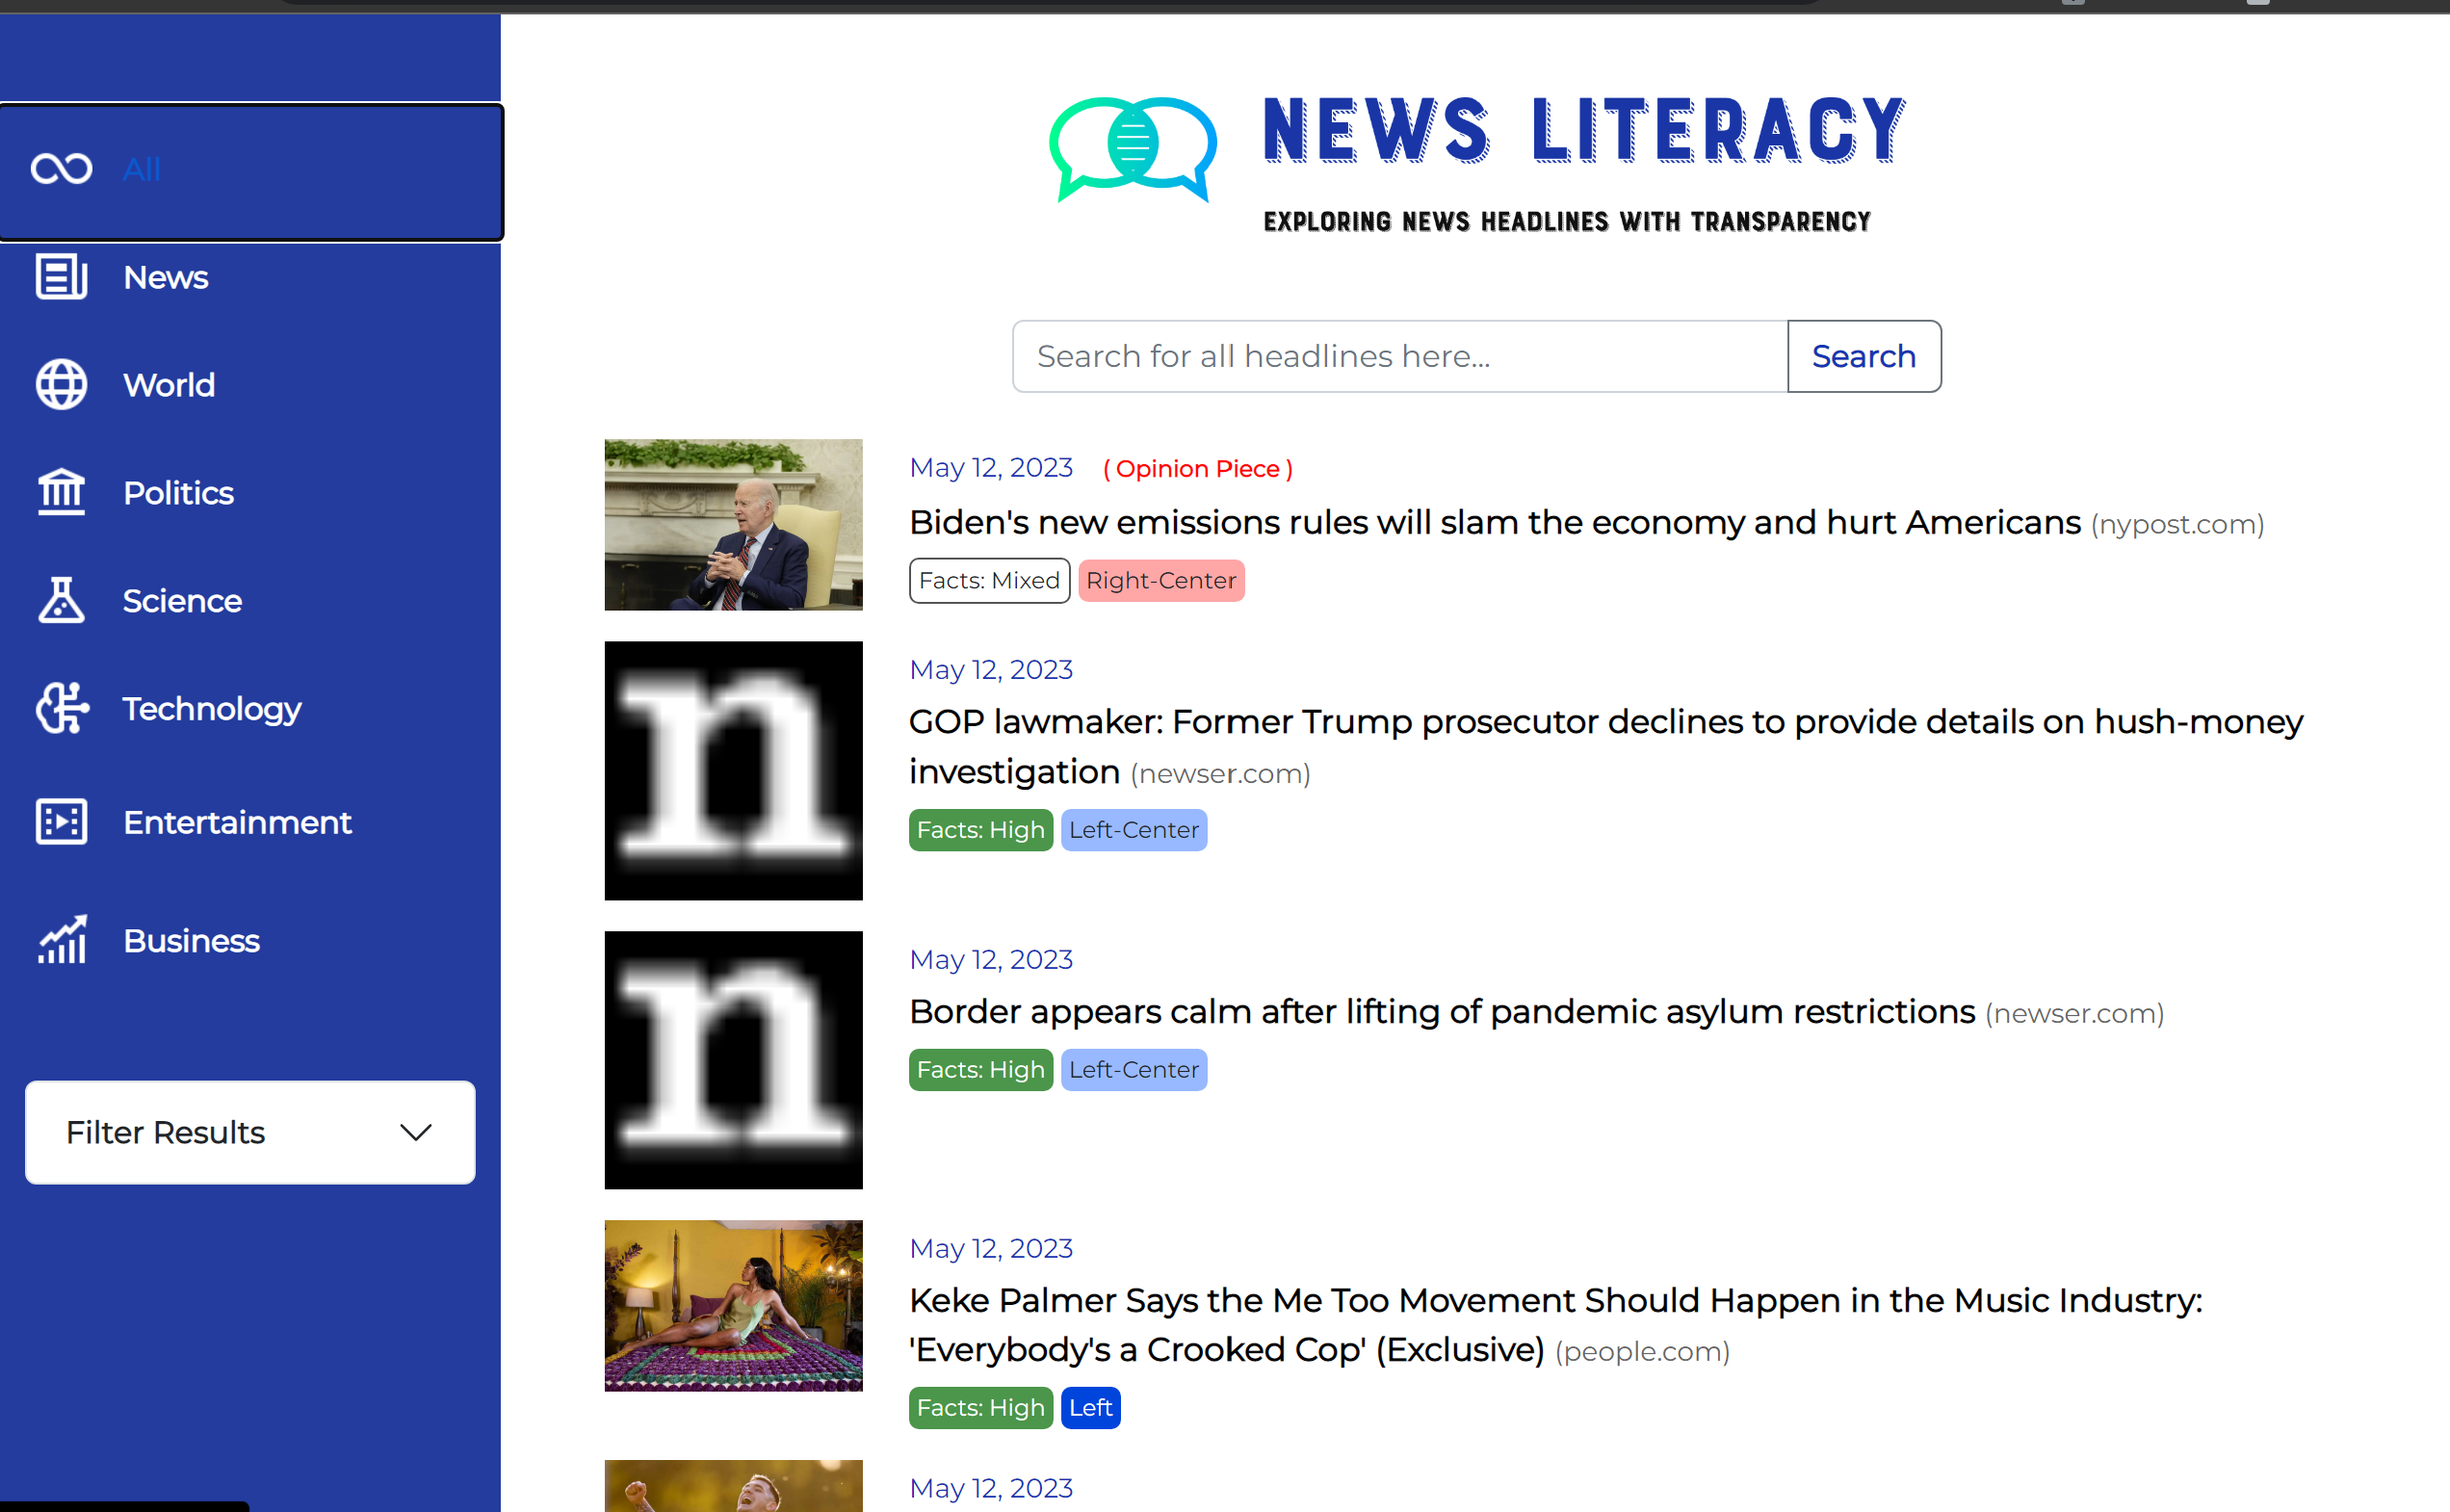 All
News
World
Politics
Science
Technology
Entertainment
Business
Filter Results
NEWS LITERACY
EXPLORING NEWS HEADLINES WITH TRANSPARENCY
Search for all headlines here...
Search
May 12, 2023 ( Opinion Piece )
Biden's new emissions rules will slam the economy and hurt Americans (nypost.com)
Facts: Mixed Right-Center
n
May 12, 2023
GOP lawmaker: Former Trump prosecutor declines to provide details on hush-money
investigation (newser.com)
Facts: High Left-Center
n
May 12, 2023
Border appears calm after lifting of pandemic asylum restrictions (newser.com)
Facts: High Left-Center
May 12, 2023
Keke Palmer Says the Me Too Movement Should Happen in the Music Industry:
'Everybody's a Crooked Cop' (Exclusive) (people.com)
Facts: High Left
May 12, 2023